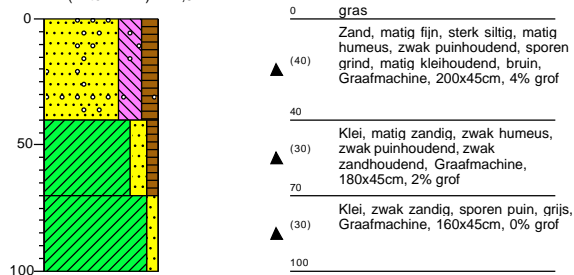 0
50
100
0 gras
Zand, matig fijn, sterk siltig, matig
humeus, zwak puinhoudend, sporen
(40) grind, matig kleihoudend, bruin,
Graafmachine, 200x45cm, 4% grof
40
Klei, matig zandig, zwak humeus,
(30) zwak puinhoudend, zwak
zandhoudend, Graafmachine,
180x45cm, 2% grof
70
Klei, zwak zandig, sporen puin, grijs,
(30) Graafmachine, 160x45cm, 0% grof
100